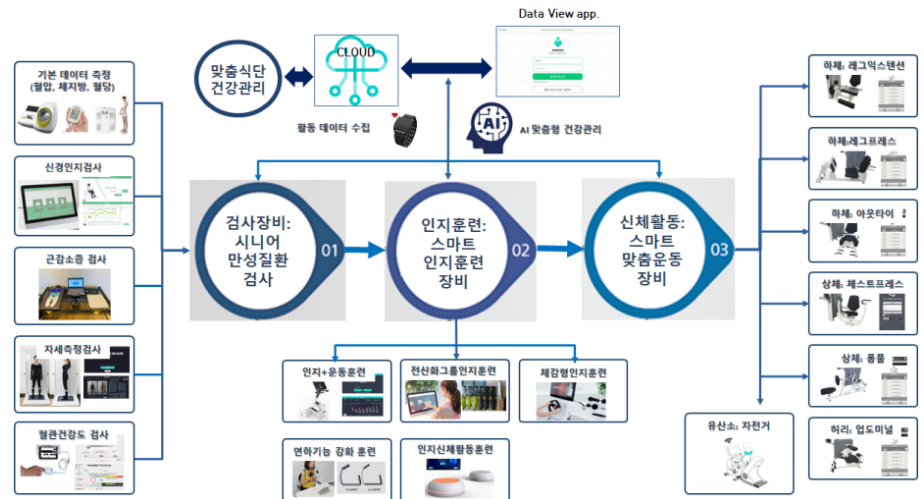 Data View app.
맞춤식단
건강관리
CLOUD
활동 데이터 수집
AI
AI 맞춤형 건강관리
기본 데이터 측정
(혈압, 체지방, 혈당)
신경인지검사
근감소증 검사
자세측정검사
혈관건강도 검사
검사장비:
시니어
만성질환
검사
01
인지훈련:
스마트
인지훈련
장비
02
신체활동:
스마트
맞춤운동
장비
03
인지+운동훈련
전산화그룹인지훈련
체감형인지훈련
연하기능 강화 훈련
인지신체활동훈련
하체: 레그익스텐션
하체:레그프레스
하체: 아웃타이
상체: 체스트프레스
상체: 롱풀
허리: 업도미널
유산소: 자전거